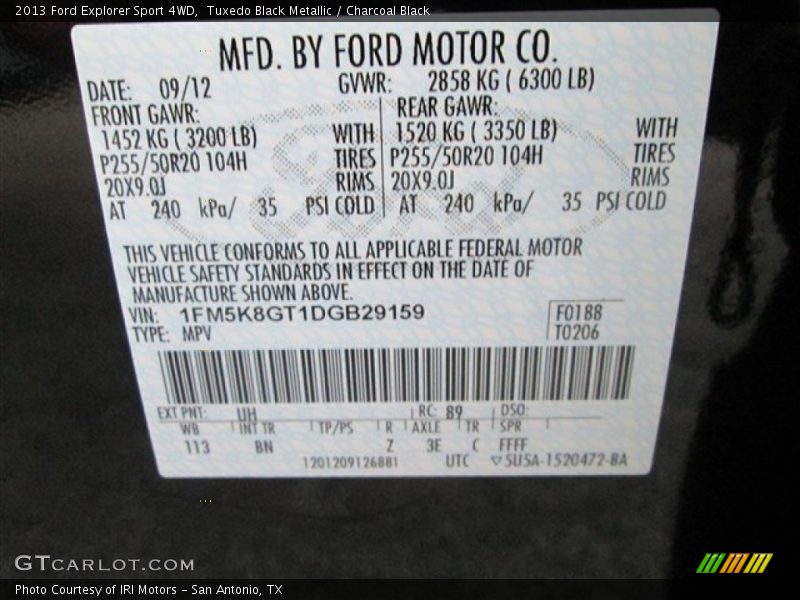 2013 Ford Explorer Sport 4WD,  Tuxedo Black Metallic / Charcoal Black
MFD. BY FORD MOTOR CO.
DATE: 09/12 GVWR: 2858 KG ( 6300 LB)
FRONT GAWR: REAR GAWR:
1452 KG ( 3200 LB) WITH 1520 KG ( 3350 LB) WITH
P255/50R20 104H TIRES P255/50R20 104H TIRES
20X9.0J RIMS 20X9.0J RIMS
AT 240 kPa/ 35 PSI COLD AT 240 kPa/ 35 PSI COLD
THIS VEHICLE CONFORMS TO ALL APPLICABLE FEDERAL MOTOR
VEHICLE SAFETY STANDARDS IN EFFECT ON THE DATE OF
MANUFACTURE SHOWN ABOVE.
VIN: 1FM5K8GT1DGB29159 F0188
TYPE: MPV T0206
EXT PNT: UH RC: 89 DSO:
WB INT TR TP/PS R AXLE TR SPR
113 BN Z 3E C FFFF
1201209126881 UTC ▽5U5A-1520472-BA
GTCARLOT.COM
Photo Courtesy of IRI Motors – San Antonio, TX